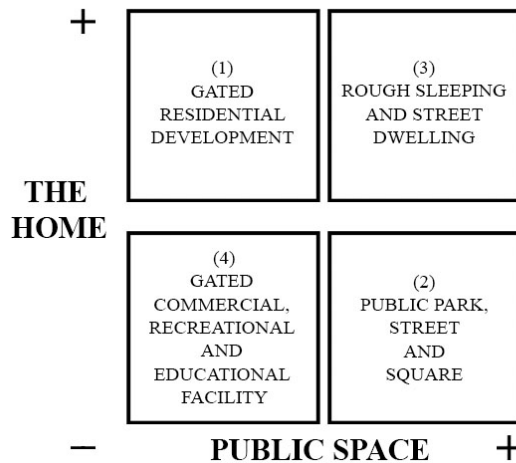 +
(1)
GATED
RESIDENTIAL
DEVELOPMENT
(3)
ROUGH SLEEPING
AND STREET
DWELLING
THE
HOME
(4)
GATED
COMMERCIAL,
RECREATIONAL
AND
EDUCATIONAL
FACILITY
(2)
PUBLIC PARK,
STREET
AND
SQUARE
– PUBLIC SPACE +